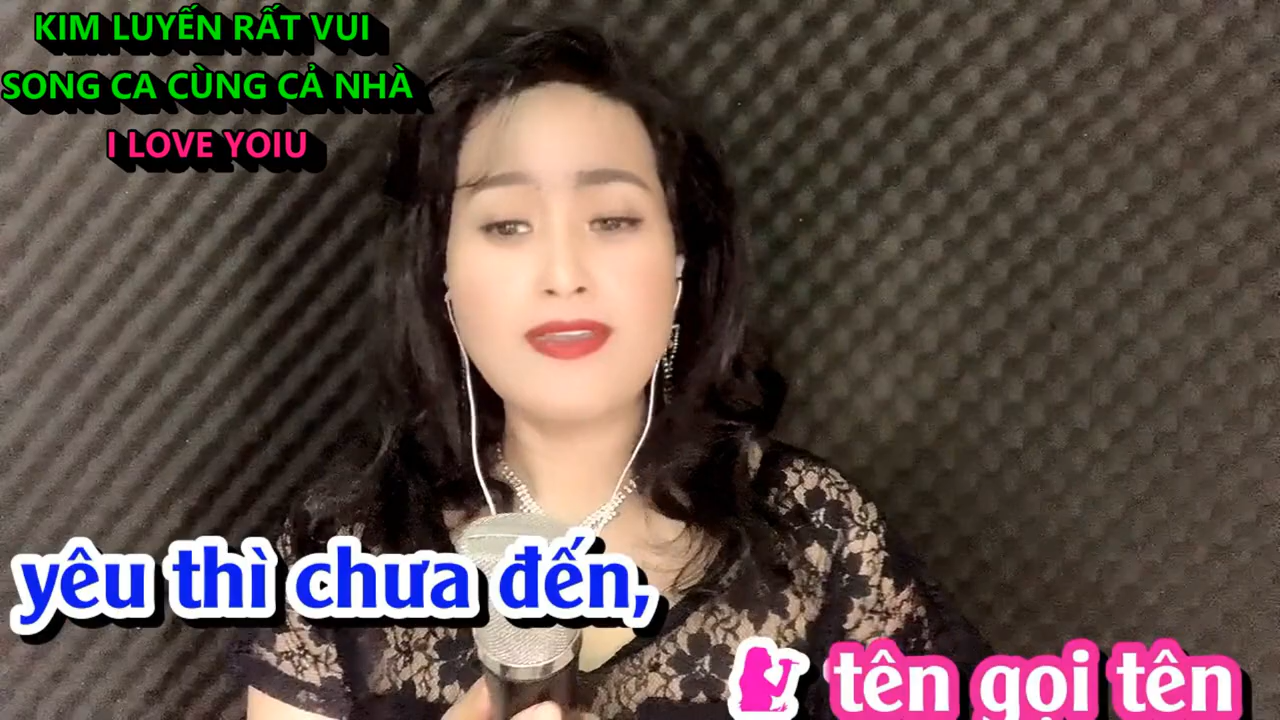 KIM LUYẾN RẤT VUI
SONG CA CÙNG CẢ NHÀ
I LOVE YOIU
yêu thì chưa đến,
tên gọi tên